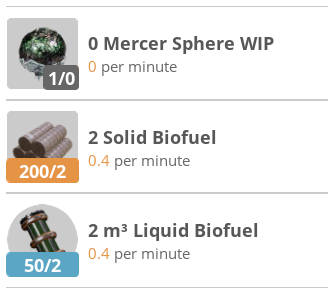 0 Mercer Sphere WIP
0 per minute
1/0
2 Solid Biofuel
0.4 per minute
200/2
2 m³ Liquid Biofuel
0.4 per minute
50/2